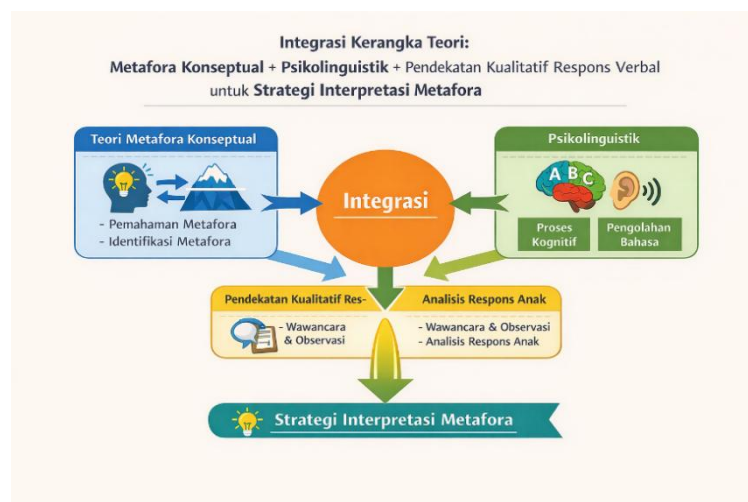 Integrasi Kerangka Teori:
Metafora Konseptual + Psikolinguistik + Pendekatan Kualitatif Respons Verbal
untuk Strategi Interpretasi Metafora
Teori Metafora Konseptual
- Pemahaman Metafora
- Identifikasi Metafora
Integrasi
Psikolinguistik
A B C
Proses
Kognitif
Pengolahan
Bahasa
Pendekatan Kualitatif Res-
- Wawancara
& Observasi
Analisis Respons Anak
- Wawancara & Observasi
- Analisis Respons Anak
Strategi Interpretasi Metafora